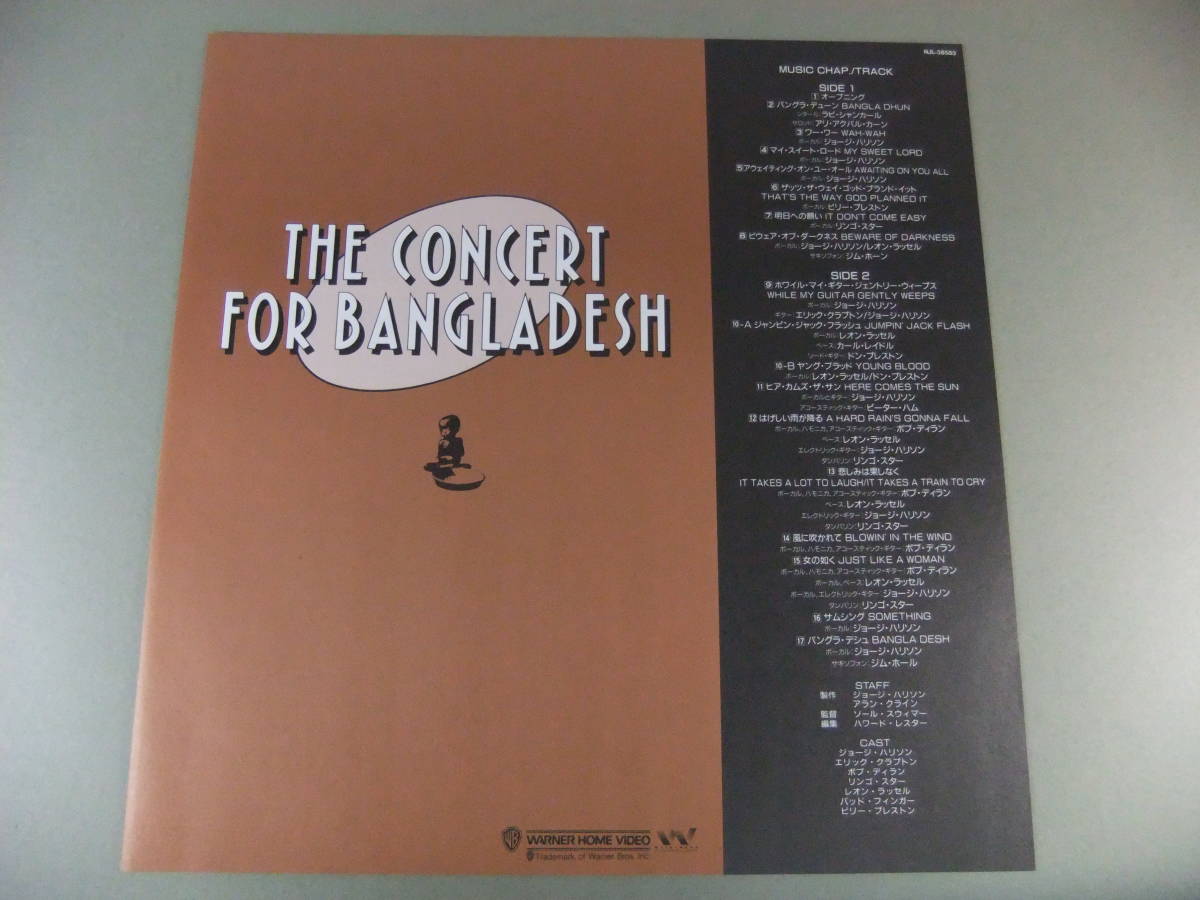 THE CONCERT
FOR BANGLADESH
WARNER HOME VIDEO
Trademark of Warner Bros. Inc.
MUSIC CHAP./TRACK
SIDE 1
1 オープニング
2 バングラ・デューン BANGLA DHUN
シタール:ラビ・シャンカール
サロッド:アリ・アクバル・カーン
3 ワー・ワー WAH-WAH
ボーカル:ジョージ・ハリソン
4 マイ・スイート・ロード MY SWEET LORD
ボーカル:ジョージ・ハリソン
5 アウェイティング・オン・ユー・オール AWAITING ON YOU ALL
ボーカル:ジョージ・ハリソン
6 ザッツ・ザ・ウェイ・ゴッド・プランド・イット
THAT'S THE WAY GOD PLANNED IT
ボーカル:ビリー・プレストン
7 明日への願い IT DON'T COME EASY
ボーカル:リンゴ・スター
8 ビウェア・オブ・ダークネス BEWARE OF DARKNESS
ボーカル:ジョージ・ハリソン/レオン・ラッセル
サキソフォン:ジム・ホーン
SIDE 2
9 ホワイル・マイ・ギター・ジェントリー・ウィープス
WHILE MY GUITAR GENTLY WEEPS
ボーカル:ジョージ・ハリソン
ギター:エリック・クラプトン/ジョージ・ハリソン
10-A ジャンピン・ジャック・フラッシュ JUMPIN' JACK FLASH
ボーカル:レオン・ラッセル
ベース:カール・レイドル
リード・ギター:ドン・プレストン
10-B ヤング・ブラッド YOUNG BLOOD
ボーカル:レオン・ラッセル/ドン・プレストン
11 ヒア・カムズ・ザ・サン HERE COMES THE SUN
ボーカルとギター:ジョージ・ハリソン
アコースティック・ギター:ピーター・ハム
12 はげしい雨が降る A HARD RAIN'S GONNA FALL
ボーカル、ハモニカ、アコースティック・ギター:ボブ・ディラン
ベース:レオン・ラッセル
エレクトリック・ギター:ジョージ・ハリソン
タンバリン:リンゴ・スター
13 悲しみは果しなく
IT TAKES A LOT TO LAUGH/IT TAKES A TRAIN TO CRY
ボーカル、ハモニカ、アコースティック・ギター:ボブ・ディラン
ベース:レオン・ラッセル
エレクトリック・ギター:ジョージ・ハリソン
タンバリン:リンゴ・スター
14 風に吹かれて BLOWIN' IN THE WIND
ボーカル、ハモニカ、アコースティック・ギター:ボブ・ディラン
15 女の如く JUST LIKE A WOMAN
ボーカル、ハモニカ、アコースティック・ギター:ボブ・ディラン
ボーカル、ベース:レオン・ラッセル
ボーカル、エレクトリック・ギター:ジョージ・ハリソン
タンバリン:リンゴ・スター
16 サムシング SOMETHING
ボーカル:ジョージ・ハリソン
17 バングラ・デシュ BANGLA DESH
ボーカル:ジョージ・ハリソン
サキソフォン:ジム・ホール
STAFF
製作 ジョージ・ハリソン
アラン・クライン
監督 ソール・スウィマー
編集 ハワード・レスター
CAST
ジョージ・ハリソン
エリック・クラプトン
ボブ・ディラン
リンゴ・スター
レオン・ラッセル
バッド・フィンガー
ビリー・プレストン